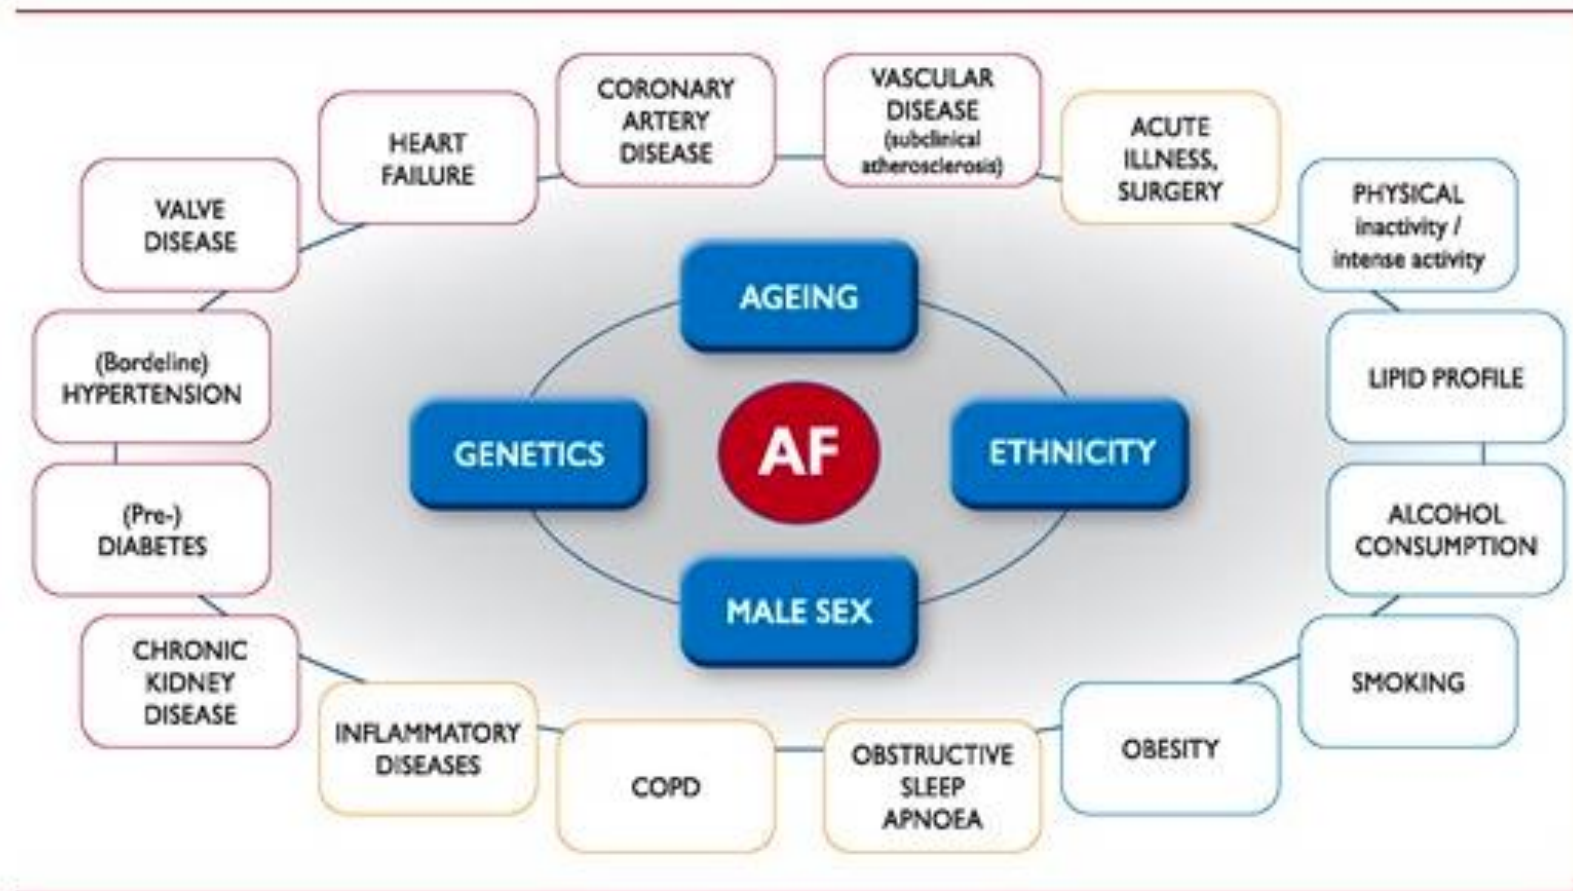 CORONARY
ARTERY
DISEASE
VASCULAR
DISEASE
(subclinical
atherosclerosis)
ACUTE
ILLNESS,
SURGERY
HEART
FAILURE
PHYSICAL
inactivity /
intense activity
VALVE
DISEASE
AGEING
(Bordeline)
HYPERTENSION
LIPID PROFILE
GENETICS
AF
ETHNICITY
(Pre-)
DIABETES
ALCOHOL
CONSUMPTION
MALE SEX
CHRONIC
KIDNEY
DISEASE
SMOKING
INFLAMMATORY
DISEASES
COPD
OBSTRUCTIVE
SLEEP
APNOEA
OBESITY